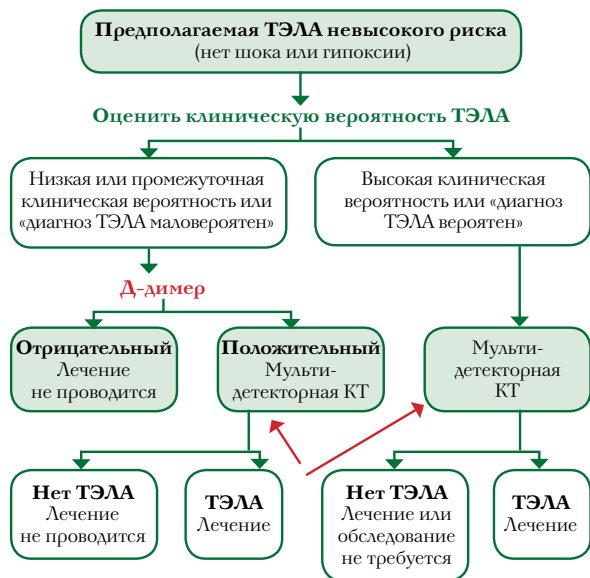 Предполагаемая ТЭЛА невысокого риска
(нет шока или гипоксии)
Оценить клиническую вероятность ТЭЛА
Низкая или промежуточная
клиническая вероятность или
«диагноз ТЭЛА маловероятен»
Высокая клиническая
вероятность или «диагноз
ТЭЛА вероятен»
Д-димер
Отрицательный
Лечение
не проводится
Положительный
Мульти-
детекторная КТ
Мульти-
детекторная
КТ
Нет ТЭЛА
Лечение
не проводится
ТЭЛА
Лечение
Нет ТЭЛА
Лечение или
обследование
не требуется
ТЭЛА
Лечение